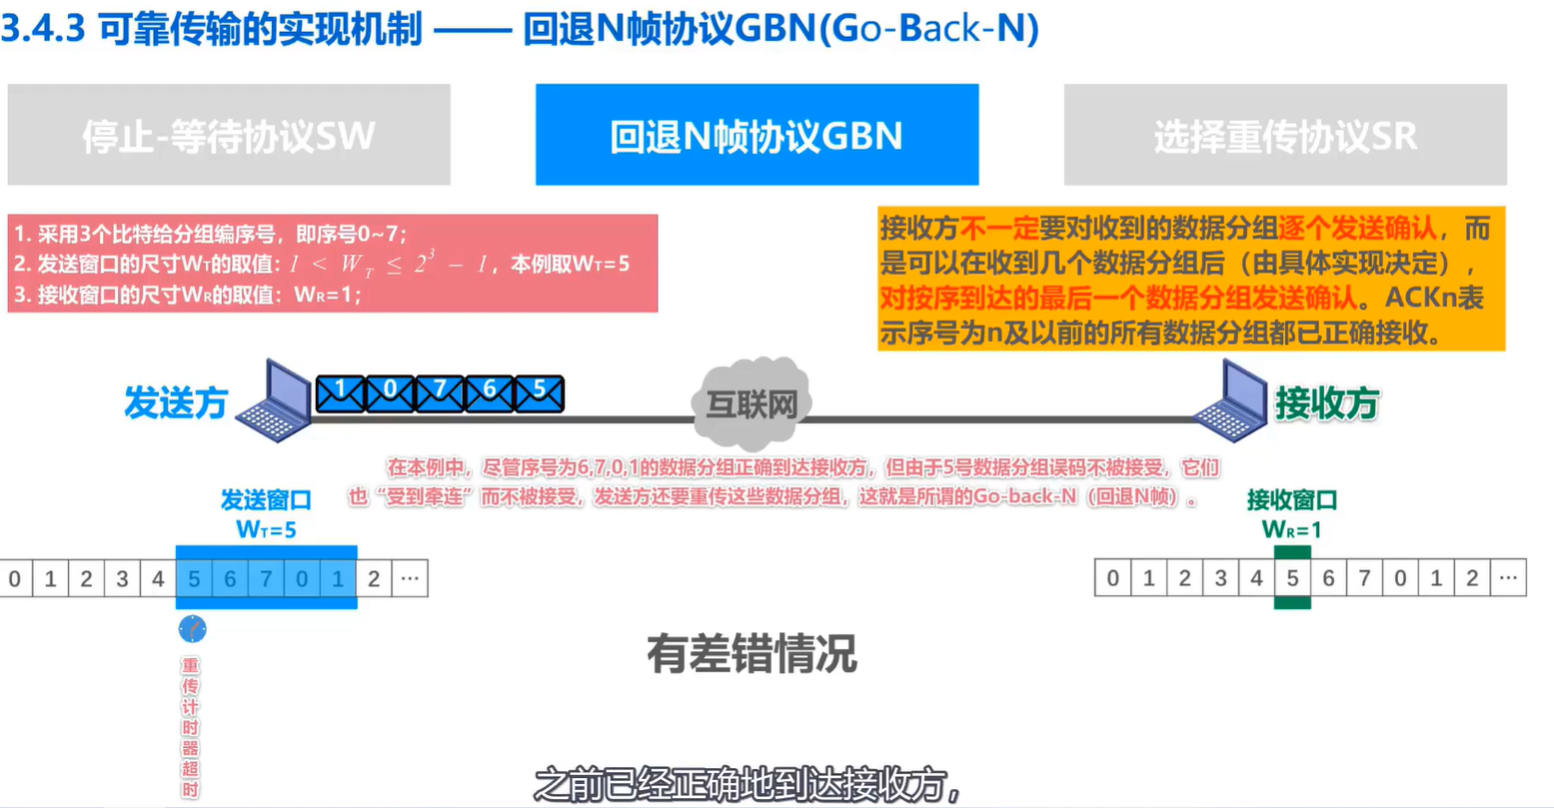 3.4.3 可靠传输的实现机制 —— 回退N帧协议GBN(Go-Back-N)
停止-等待协议SW
回退N帧协议GBN
选择重传协议SR
1. 采用3个比特给分组编序号，即序号0~7；
2. 发送窗口的尺寸WT的取值：1 < W_T ≤ 2³ − 1，本例取WT=5
3. 接收窗口的尺寸WR的取值：WR=1；
接收方不一定要对收到的数据分组逐个发送确认，而
是可以在收到几个数据分组后（由具体实现决定），
对按序到达的最后一个数据分组发送确认。ACKn表
示序号为n及以前的所有数据分组都已正确接收。
发送方
1 0 7 6 5
互联网
接收方
在本例中，尽管序号为6,7,0,1的数据分组正确到达接收方，但由于5号数据分组误码不被接受，它们
也“受到牵连”而不被接受，发送方还要重传这些数据分组，这就是所谓的Go-back-N（回退N帧）。
发送窗口
WT=5
接收窗口
WR=1
0 1 2 3 4 5 6 7 0 1 2 ···
0 1 2 3 4 5 6 7 0 1 2 ···
重传计时器超时
有差错情况
之前已经正确地到达接收方，